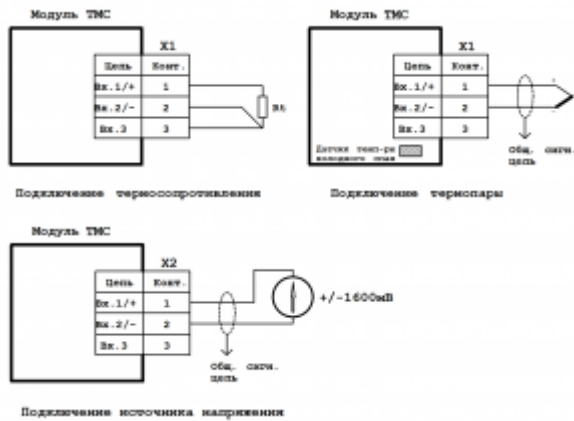 Модуль ТМС
X1
Цепь Конт.
Вх.1/+ 1
Вх.2/- 2
Вх.3 3
Rt
Подключение термосопротивления
Модуль ТМС
X1
Цепь Конт.
Вх.1/+ 1
Вх.2/- 2
Вх.3 3
Датчик темп-ры
холодного спая
Общ. сигн.
цепь
Подключение термопары
Модуль ТМС
X2
Цепь Конт.
Вх.1/+ 1
Вх.2/- 2
Вх.3 3
+/-1600мВ
Общ. сигн.
цепь
Подключение источника напряжения